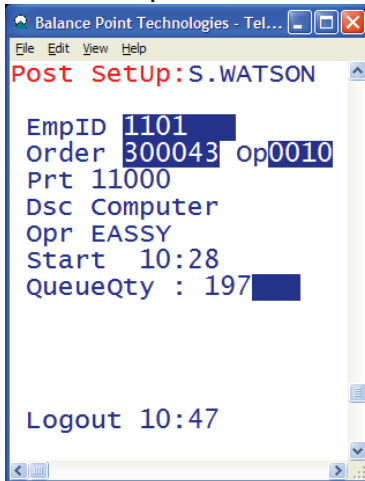 Balance Point Technologies - Tel...
File Edit View Help
Post SetUp:S.WATSON
EmpID 1101
Order 300043 Op0010
Prt 11000
Dsc Computer
Opr EASSY
Start 10:28
QueueQty : 197
Logout 10:47